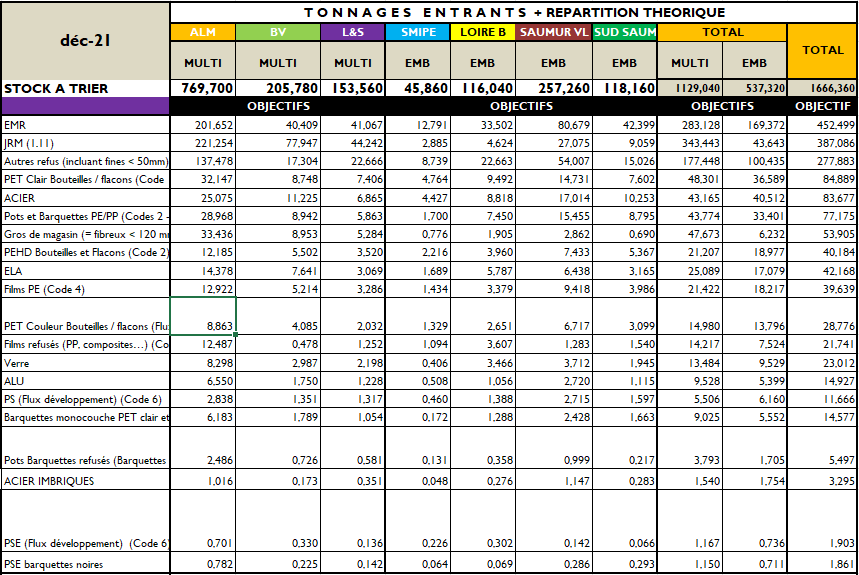 TONNAGES ENTRANTS + REPARTITION THEORIQUE
déc-21 ALM BV L&S SMIPE LOIRE B SAUMUR VL SUD SAUM TOTAL TOTAL
MULTI MULTI MULTI EMB EMB EMB EMB MULTI EMB
STOCK A TRIER 769,700 205,780 153,560 45,860 116,040 257,260 118,160 1129,040 537,320 1666,360
OBJECTIFS OBJECTIFS OBJECTIFS OBJECTIF
EMR 201,652 40,409 41,067 12,791 33,502 80,679 42,399 283,128 169,372 452,499
JRM (1.11) 221,254 77,947 44,242 2,885 4,624 27,075 9,059 343,443 43,643 387,086
Autres refus (incluant fines < 50mm) 137,478 17,304 22,666 8,739 22,663 54,007 15,026 177,448 100,435 277,883
PET Clair Bouteilles / flacons (Code 32,147 8,748 7,406 4,764 9,492 14,731 7,602 48,301 36,589 84,889
ACIER 25,075 11,225 6,865 4,427 8,818 17,014 10,253 43,165 40,512 83,677
Pots et Barquettes PE/PP (Codes 2 - 28,968 8,942 5,863 1,700 7,450 15,455 8,795 43,774 33,401 77,175
Gros de magasin (= fibreux < 120 mr 33,436 8,953 5,284 0,776 1,905 2,862 0,690 47,673 6,232 53,905
PEHD Bouteilles et Flacons (Code 2) 12,185 5,502 3,520 2,216 3,960 7,433 5,367 21,207 18,977 40,184
ELA 14,378 7,641 3,069 1,689 5,787 6,438 3,165 25,089 17,079 42,168
Films PE (Code 4) 12,922 5,214 3,286 1,434 3,379 9,418 3,986 21,422 18,217 39,639
PET Couleur Bouteilles / flacons (Flu 8,863 4,085 2,032 1,329 2,651 6,717 3,099 14,980 13,796 28,776
Films refusés (PP, composites...) (Co 12,487 0,478 1,252 1,094 3,607 1,283 1,540 14,217 7,524 21,741
Verre 8,298 2,987 2,198 0,406 3,466 3,712 1,945 13,484 9,529 23,012
ALU 6,550 1,750 1,228 0,508 1,056 2,720 1,115 9,528 5,399 14,927
PS (Flux développement) (Code 6) 2,838 1,351 1,317 0,460 1,388 2,715 1,597 5,506 6,160 11,666
Barquettes monocouche PET clair et 6,183 1,789 1,054 0,172 1,288 2,428 1,663 9,025 5,552 14,577
Pots Barquettes refusés (Barquettes 2,486 0,726 0,581 0,131 0,358 0,999 0,217 3,793 1,705 5,497
ACIER IMBRIQUES 1,016 0,173 0,351 0,048 0,276 1,147 0,283 1,540 1,754 3,295
PSE (Flux développement) (Code 6) 0,701 0,330 0,136 0,226 0,302 0,142 0,066 1,167 0,736 1,903
PSE barquettes noires 0,782 0,225 0,142 0,064 0,069 0,286 0,293 1,150 0,711 1,861